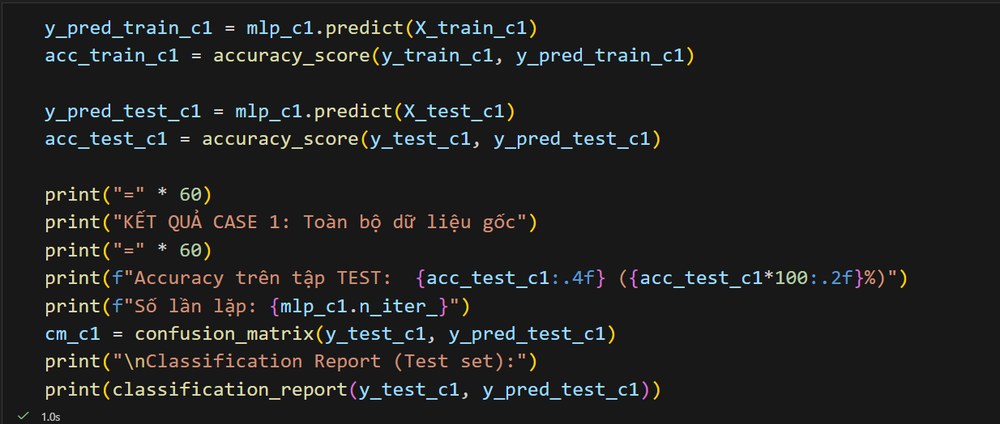 y_pred_train_c1 = mlp_c1.predict(X_train_c1)
acc_train_c1 = accuracy_score(y_train_c1, y_pred_train_c1)
y_pred_test_c1 = mlp_c1.predict(X_test_c1)
acc_test_c1 = accuracy_score(y_test_c1, y_pred_test_c1)
print("=" * 60)
print("KẾT QUẢ CASE 1: Toàn bộ dữ liệu gốc")
print("=" * 60)
print(f"Accuracy trên tập TEST:  {acc_test_c1:.4f} ({acc_test_c1*100:.2f}%)")
print(f"Số lần lặp: {mlp_c1.n_iter_}")
cm_c1 = confusion_matrix(y_test_c1, y_pred_test_c1)
print("\nClassification Report (Test set):")
print(classification_report(y_test_c1, y_pred_test_c1))
1.0s